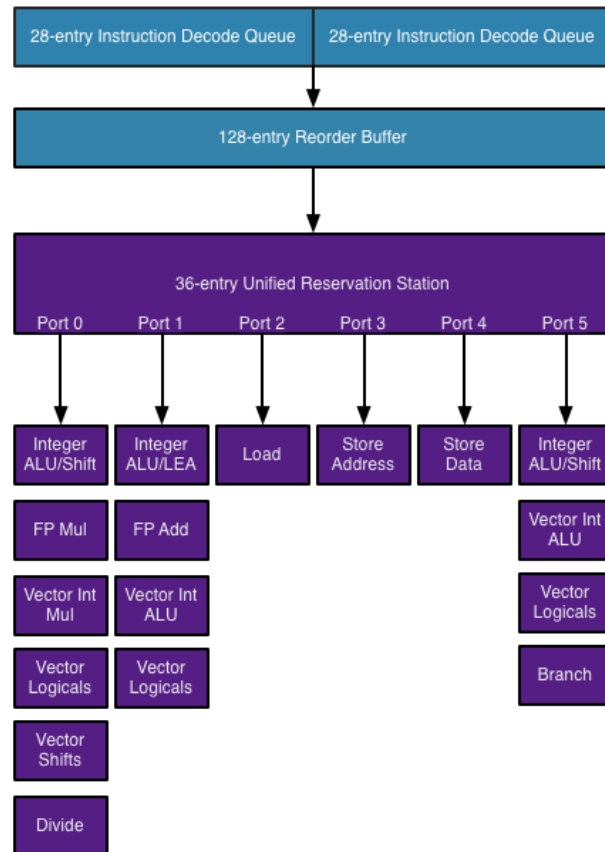 28-entry Instruction Decode Queue
28-entry Instruction Decode Queue
128-entry Reorder Buffer
36-entry Unified Reservation Station
Port 0
Port 1
Port 2
Port 3
Port 4
Port 5
Integer
ALU/Shift
Integer
ALU/LEA
Load
Store
Address
Store
Data
Integer
ALU/Shift
FP Mul
FP Add
Vector Int
ALU
Vector Int
Mul
Vector Int
ALU
Vector
Logicals
Vector
Logicals
Vector
Logicals
Branch
Vector
Shifts
Divide